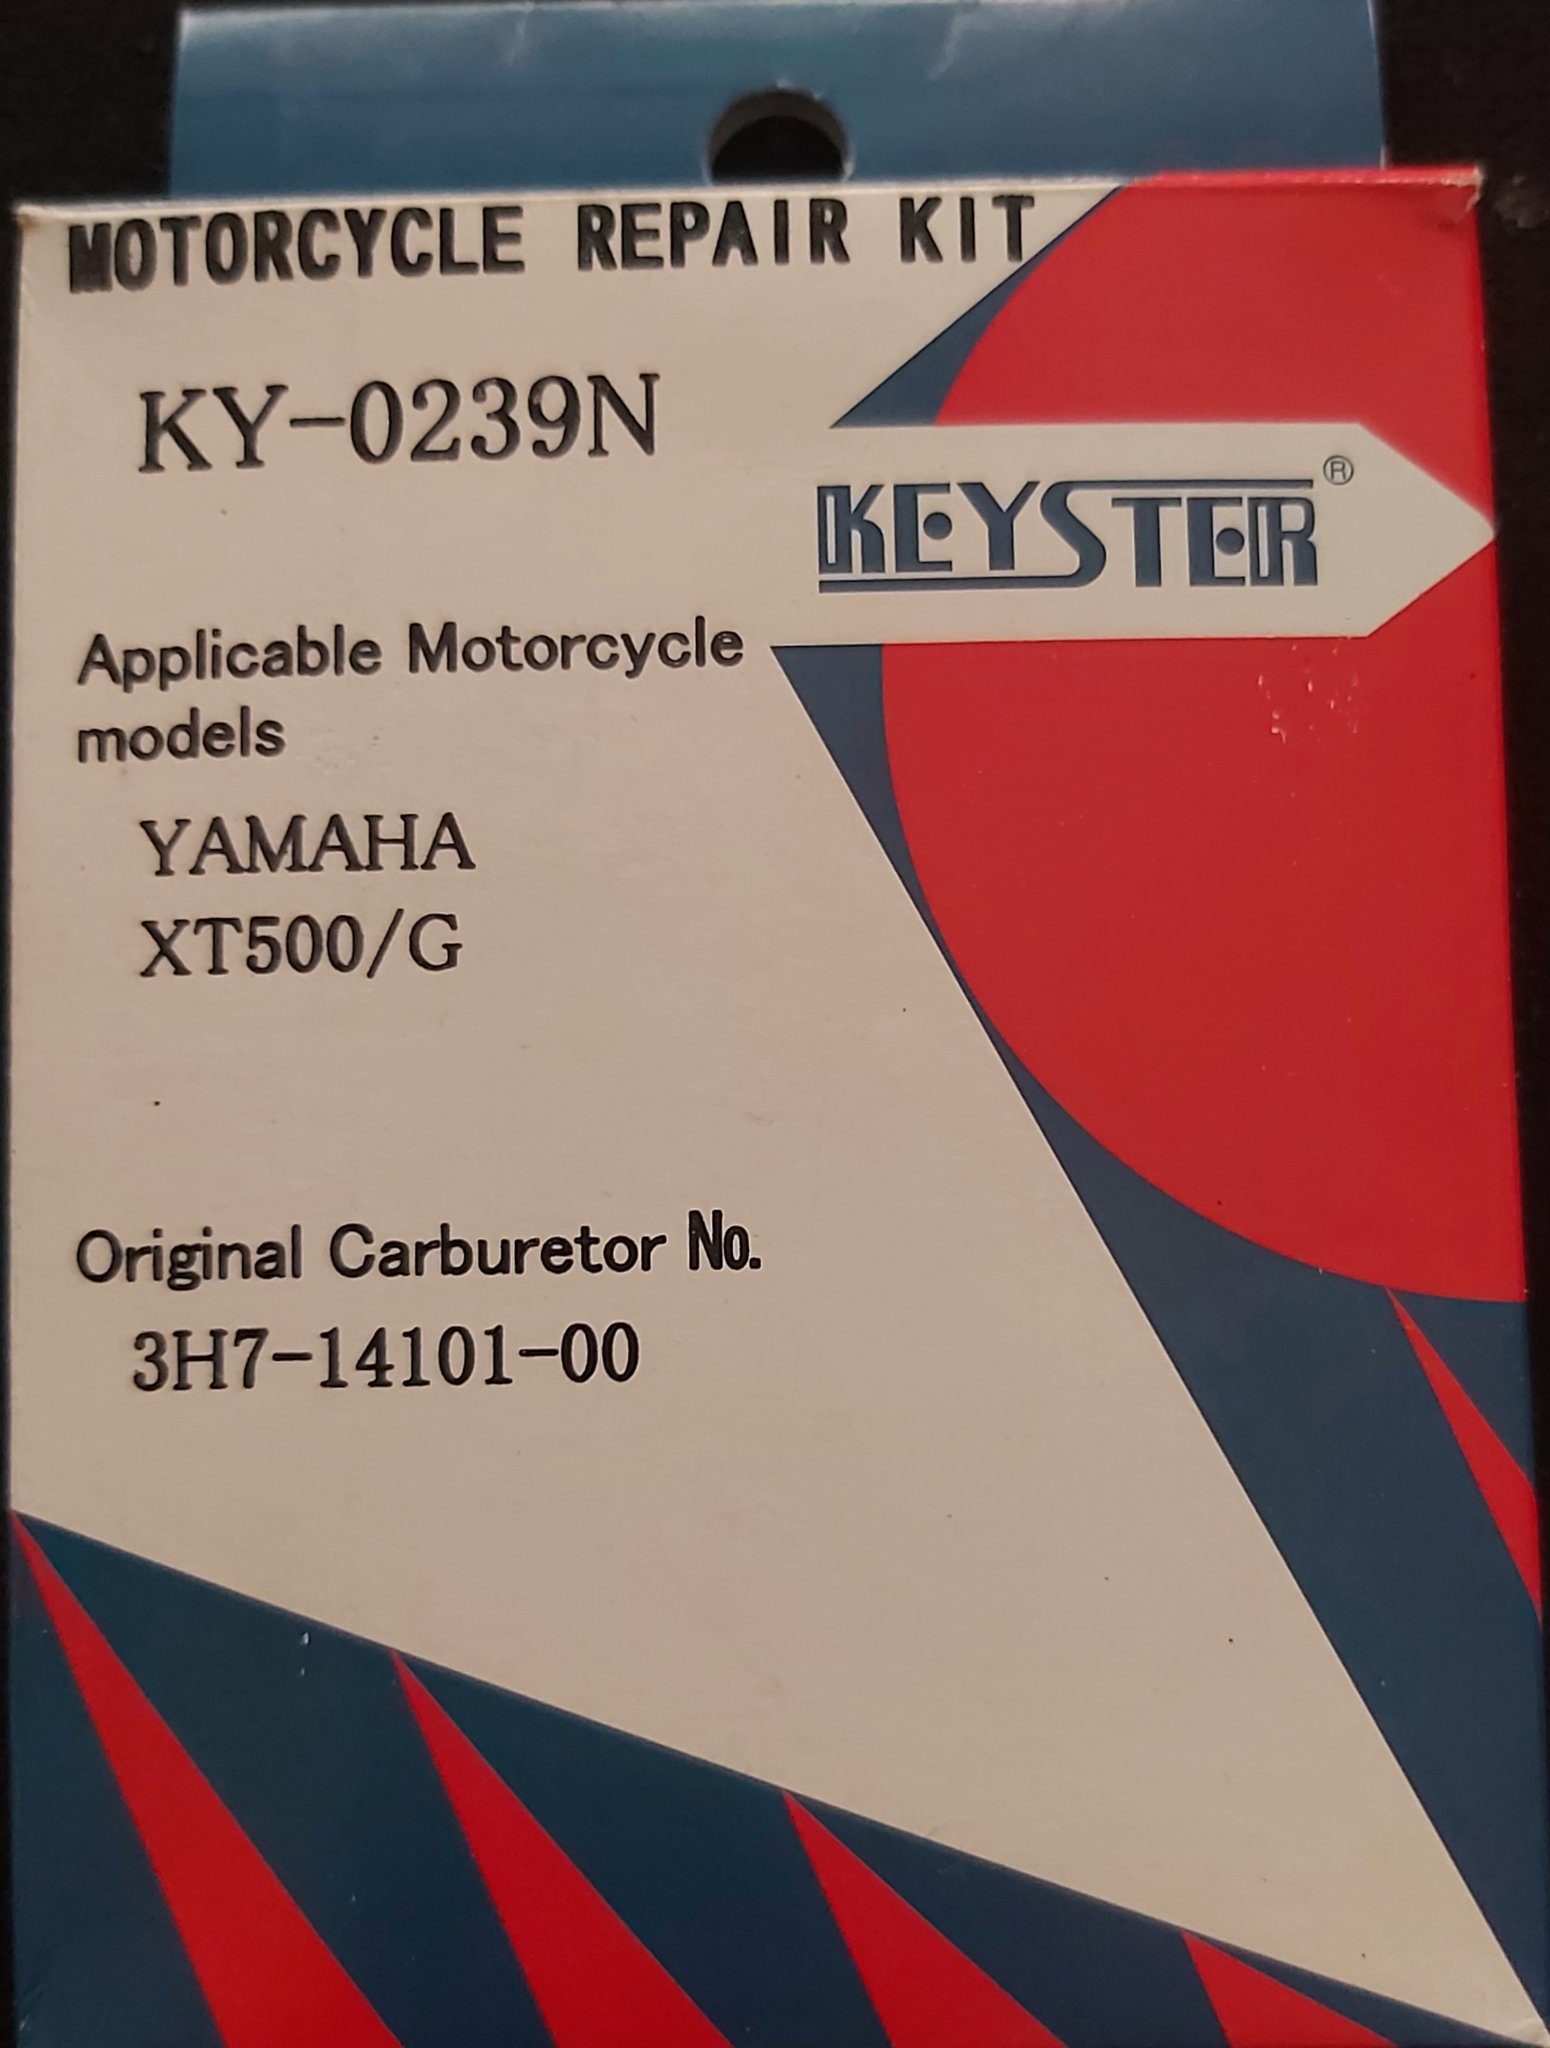 MOTORCYCLE REPAIR KIT
KY-0239N
KEYSTER®
Applicable Motorcycle
models
YAMAHA
XT500/G
Original Carburetor No.
3H7-14101-00